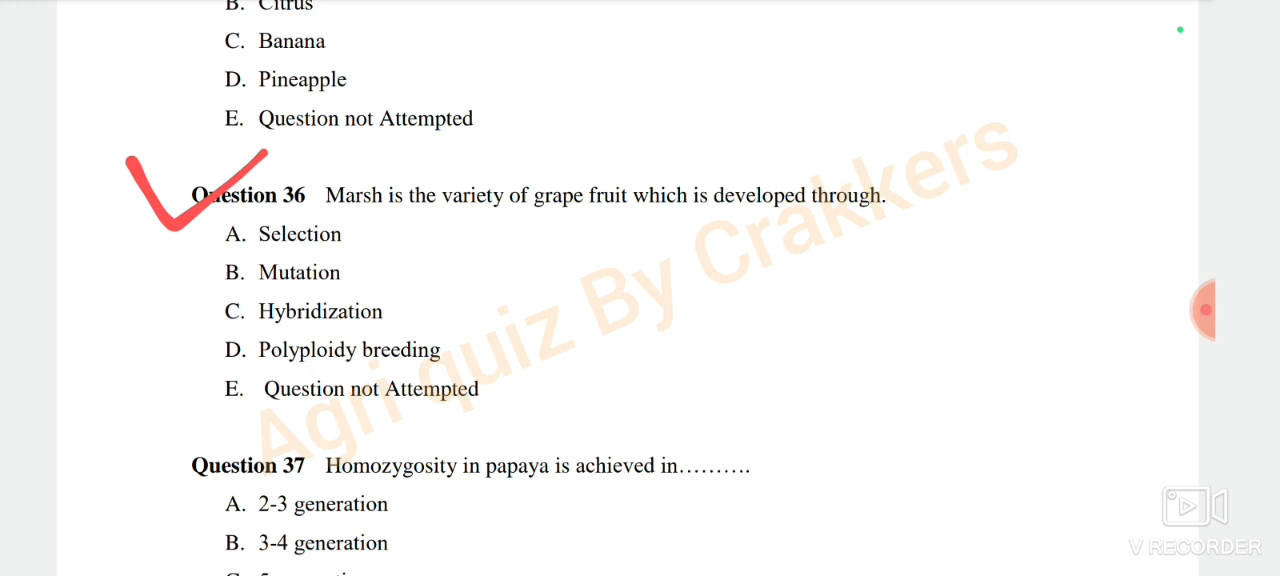 B. Citrus
C. Banana
D. Pineapple
E. Question not Attempted
Question 36 Marsh is the variety of grape fruit which is developed through.
A. Selection
B. Mutation
C. Hybridization
D. Polyploidy breeding
E. Question not Attempted
Agri quiz By Crakkers
Question 37 Homozygosity in papaya is achieved in……….
A. 2-3 generation
B. 3-4 generation
V RECORDER